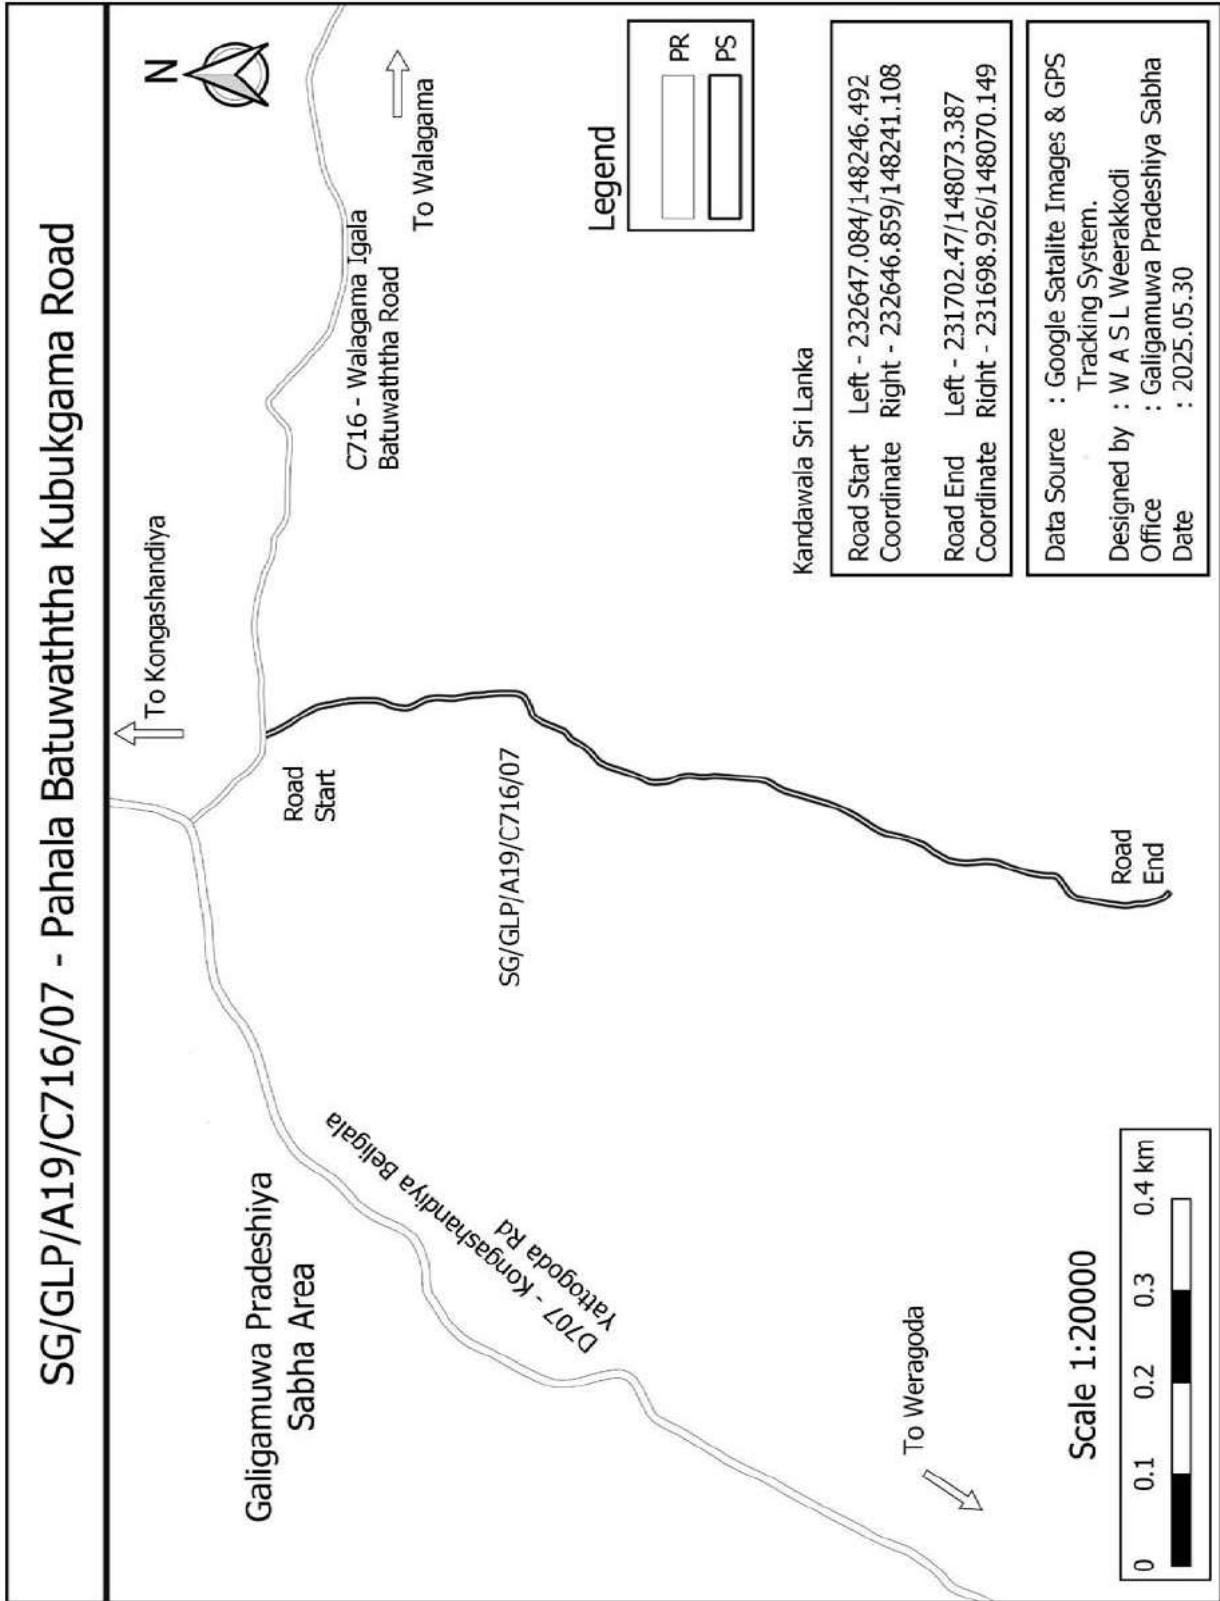 SG/GLP/A19/C716/07 - Pahala Batuwaththa Kubukgama Road
N
To Kongashandiya
To Walagama
Galigamuwa Pradeshiya
Sabha Area
Road
Start
C716 - Walagama Igala
Batuwaththa Road
D707 - Kongashandiya Beligala
Yattogoda Rd
SG/GLP/A19/C716/07
Legend
PR
PS
To Weragoda
Road
End
Kandawala Sri Lanka
Road Start Left - 232647.084/148246.492
Coordinate Right - 232646.859/148241.108
Road End Left - 231702.47/148073.387
Coordinate Right - 231698.926/148070.149
Scale 1:20000
0 0.1 0.2 0.3 0.4 km
Data Source : Google Satalite Images & GPS
Tracking System.
Designed by : W A S L Weerakkodi
Office : Galigamuwa Pradeshiya Sabha
Date : 2025.05.30